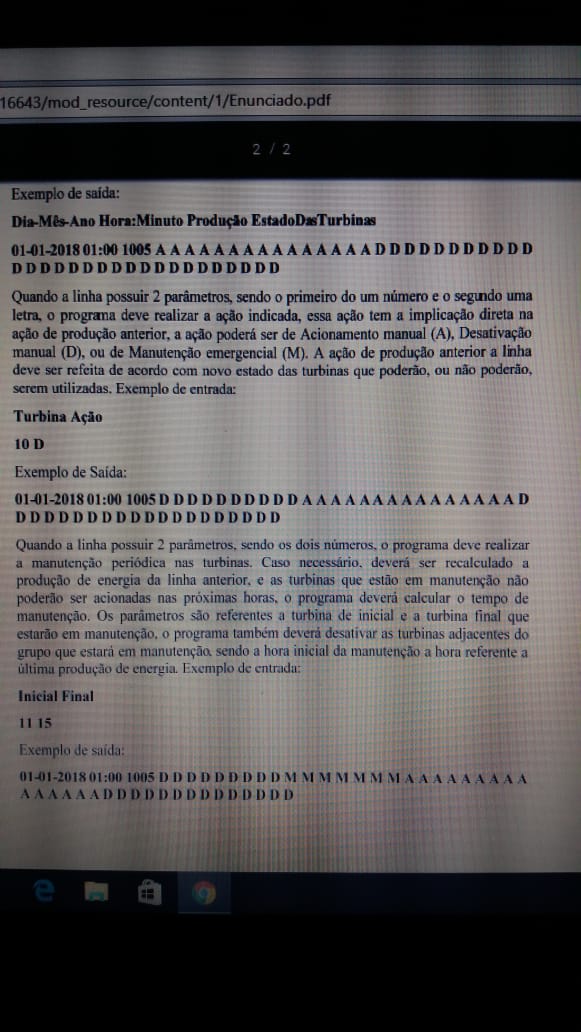 16643/mod_resource/content/1/Enunciado.pdf
2 / 2
Exemplo de saída:
Dia-Mês-Ano Hora:Minuto Produção EstadoDasTurbinas
01-01-2018 01:00 1005 A A A A A A A A A A A A A A A D D D D D D D D D D D
D D D D D D D D D D D D D D D D D D D
Quando a linha possuir 2 parâmetros, sendo o primeiro do um número e o segundo uma
letra, o programa deve realizar a ação indicada, essa ação tem a implicação direta na
ação de produção anterior, a ação poderá ser de Acionamento manual (A), Desativação
manual (D), ou de Manutenção emergencial (M). A ação de produção anterior a linha
deve ser refeita de acordo com novo estado das turbinas que poderão, ou não poderão,
serem utilizadas. Exemplo de entrada:
Turbina Ação
10 D
Exemplo de Saída:
01-01-2018 01:00 1005 D D D D D D D D D D A A A A A A A A A A A A A A A D
D D D D D D D D D D D D D D D D D D D
Quando a linha possuir 2 parâmetros, sendo os dois números, o programa deve realizar
a manutenção periódica nas turbinas. Caso necessário, deverá ser recalculado a
produção de energia da linha anterior, e as turbinas que estão em manutenção não
poderão ser acionadas nas próximas horas, o programa deverá calcular o tempo de
manutenção. Os parâmetros são referentes a turbina de inicial e a turbina final que
estarão em manutenção, o programa também deverá desativar as turbinas adjacentes do
grupo que estará em manutenção, sendo a hora inicial da manutenção a hora referente a
última produção de energia. Exemplo de entrada:
Inicial Final
11 15
Exemplo de saída:
01-01-2018 01:00 1005 D D D D D D D D D M M M M M M M A A A A A A A A A
A A A A A A D D D D D D D D D D D D D D